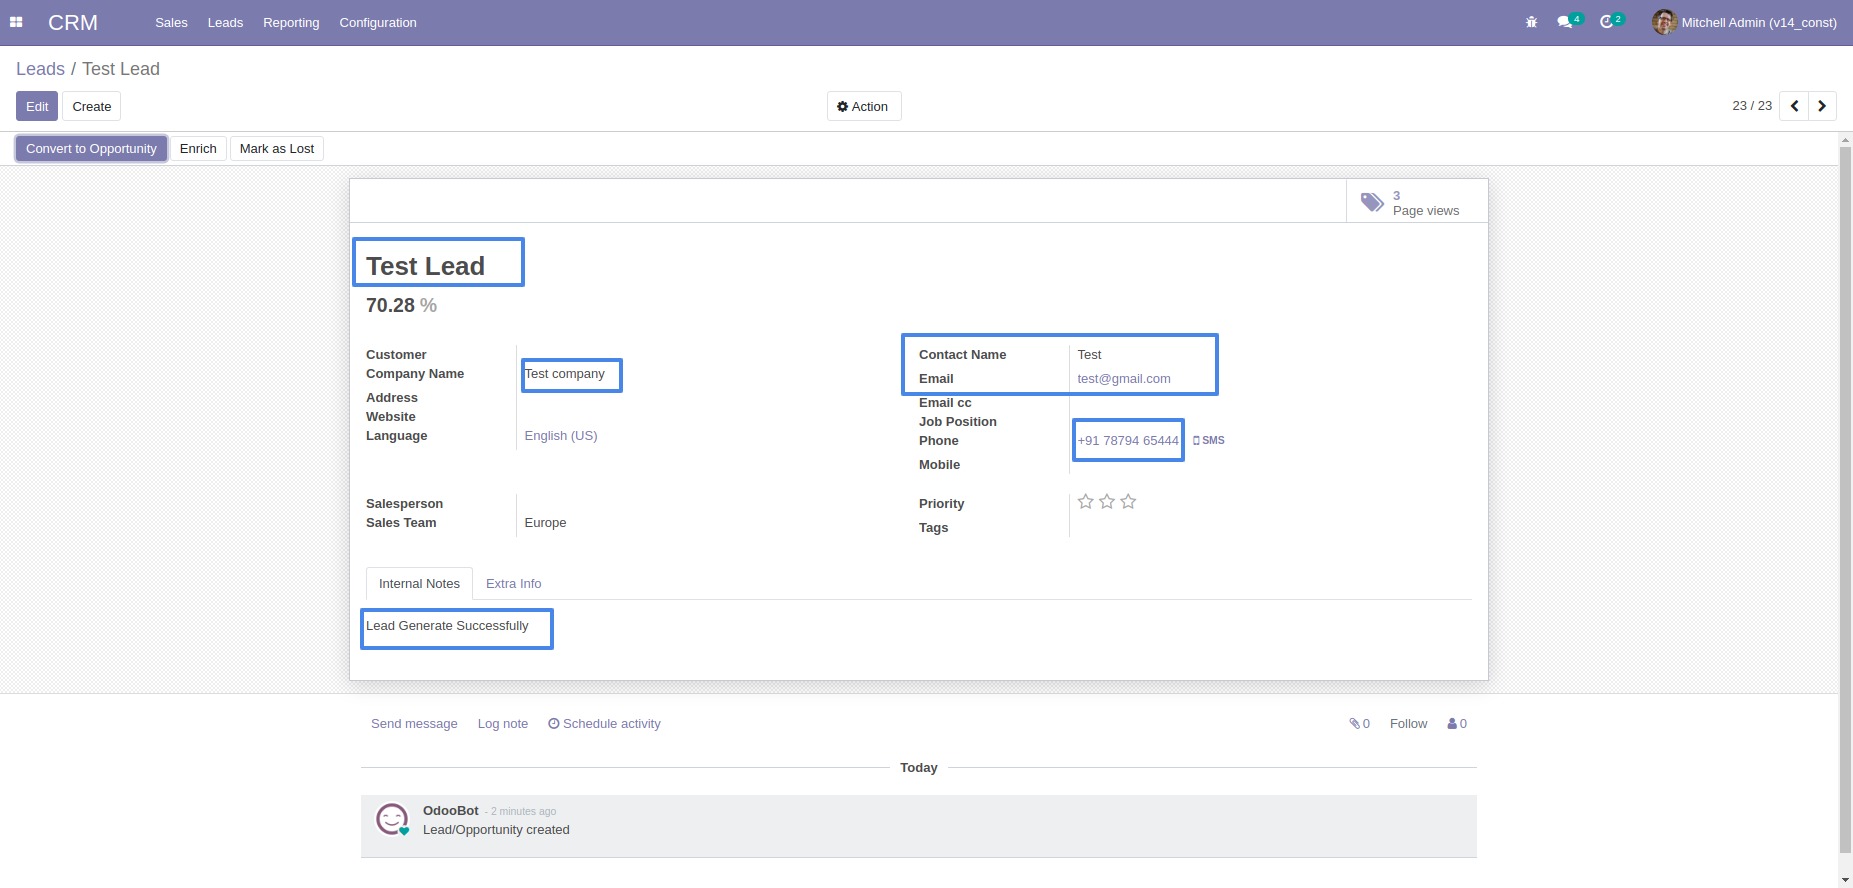 CRM Sales Leads Reporting Configuration 4 2 Mitchell Admin (v14_const)
Leads / Test Lead
Edit Create Action 23 / 23
Convert to Opportunity Enrich Mark as Lost
3
Page views
Test Lead
70.28 %
Customer
Company Name Test company
Address
Website
Language English (US)
Contact Name Test
Email test@gmail.com
Email cc
Job Position
Phone +91 78794 65444 SMS
Mobile
Salesperson
Sales Team Europe
Priority
Tags
Internal Notes Extra Info
Lead Generate Successfully
Send message Log note Schedule activity 0 Follow 0
Today
OdooBot - 2 minutes ago
Lead/Opportunity created